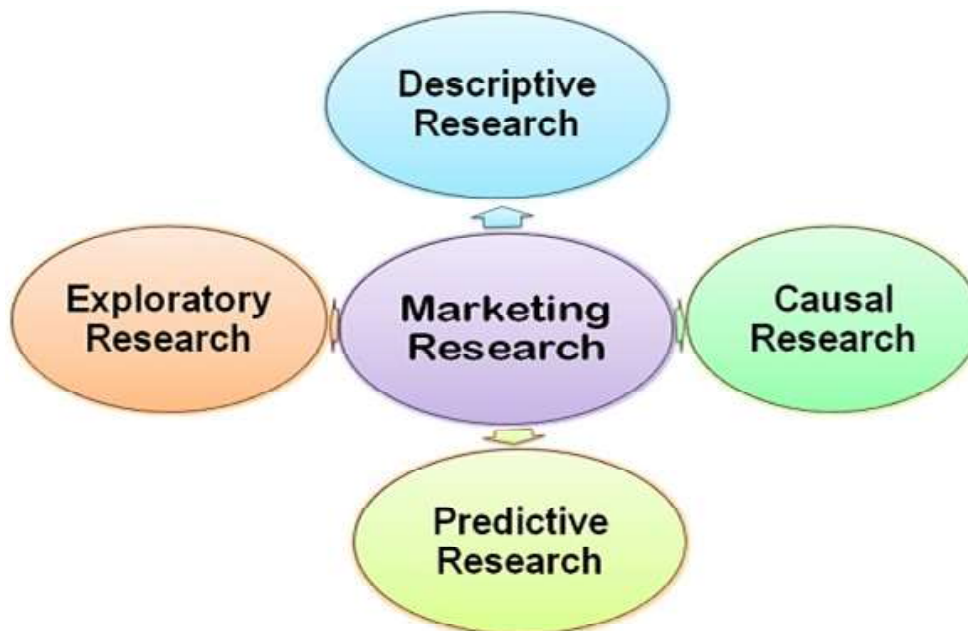 Descriptive
Research
Exploratory
Research
Marketing
Research
Causal
Research
Predictive
Research